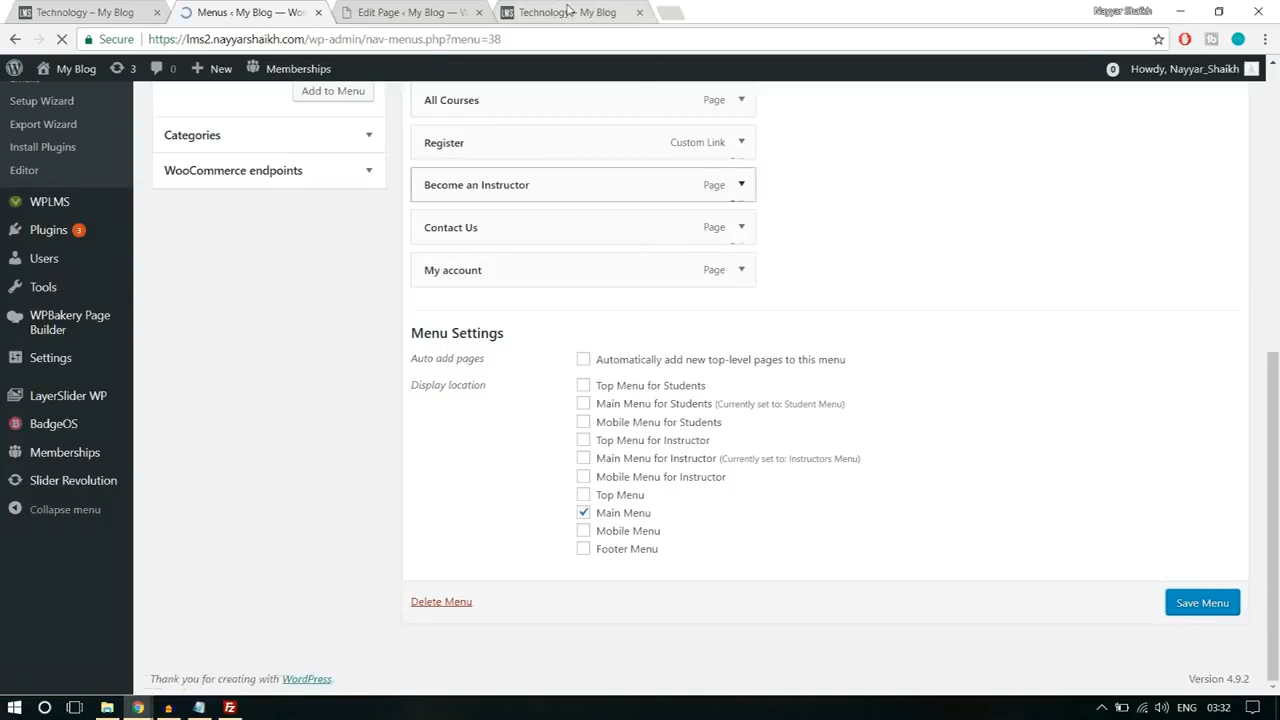 Technology – My Blog
Menus ‹ My Blog — Wor
Edit Page ‹ My Blog — W
Technology – My Blog
Nayyar Shaikh
Secure
https://lms2.nayyarshaikh.com/wp-admin/nav-menus.php?menu=38
My Blog
3
0
New
Memberships
0
Howdy, Nayyar_Shaikh
Setup Wizard
Export Wizard
Install Plugins
Editor
WPLMS
Plugins 3
Users
Tools
WPBakery Page
Builder
Settings
LayerSlider WP
BadgeOS
Memberships
Slider Revolution
Collapse menu
Add to Menu
Categories
WooCommerce endpoints
All Courses Page
Register Custom Link
Become an Instructor Page
Contact Us Page
My account Page
Menu Settings
Auto add pages
Automatically add new top-level pages to this menu
Display location
Top Menu for Students
Main Menu for Students (Currently set to: Student Menu)
Mobile Menu for Students
Top Menu for Instructor
Main Menu for Instructor (Currently set to: Instructors Menu)
Mobile Menu for Instructor
Top Menu
Main Menu
Mobile Menu
Footer Menu
Delete Menu
Save Menu
Thank you for creating with WordPress.
Version 4.9.2
ENG
03:32